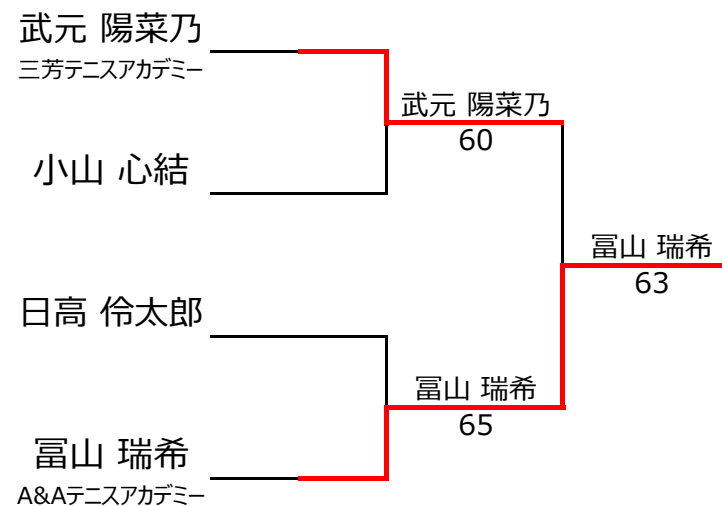 武元 陽菜乃
三芳テニスアカデミー
武元 陽菜乃
60
小山 心結
冨山 瑞希
63
日高 伶太郎
冨山 瑞希
65
冨山 瑞希
A&Aテニスアカデミー